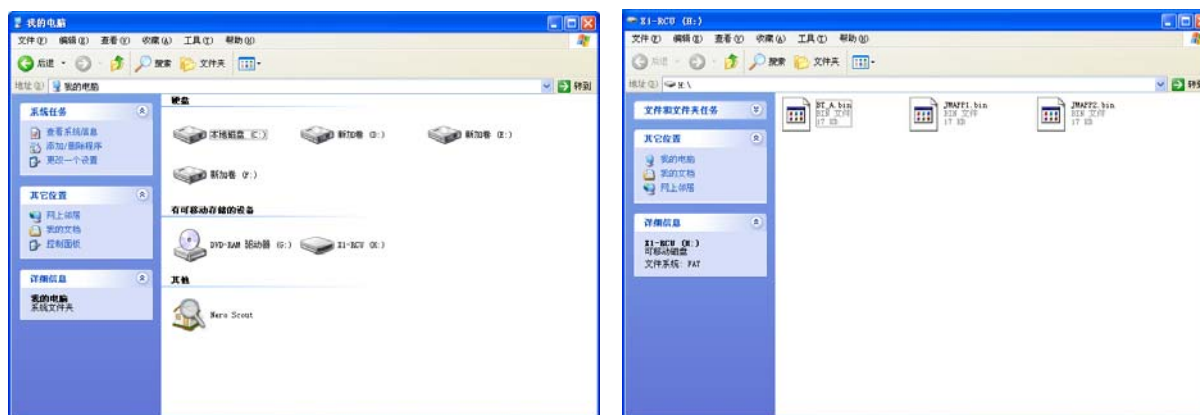 我的电脑
文件(F) 编辑(E) 查看(V) 收藏(A) 工具(T) 帮助(H)
后退 搜索 文件夹
地址(D) 我的电脑 转到
系统任务
查看系统信息
添加/删除程序
更改一个设置
其它位置
网上邻居
我的文档
控制面板
详细信息
我的电脑
系统文件夹
硬盘
本地磁盘 (C:) 新加卷 (D:) 新加卷 (E:)
新加卷 (F:)
有可移动存储的设备
DVD-RAM 驱动器 (G:) X1-RCU (H:)
其他
Nero Scout
X1-RCU (H:)
文件(F) 编辑(E) 查看(V) 收藏(A) 工具(T) 帮助(H)
后退 搜索 文件夹
地址(D) H:\ 转到
文件和文件夹任务
其它位置
我的电脑
我的文档
网上邻居
详细信息
X1-RCU (H:)
可移动磁盘
文件系统: FAT
BT_A.bin JMAPP1.bin JMAPP2.bin
BIN 文件 BIN 文件 BIN 文件
17 KB 17 KB 17 KB